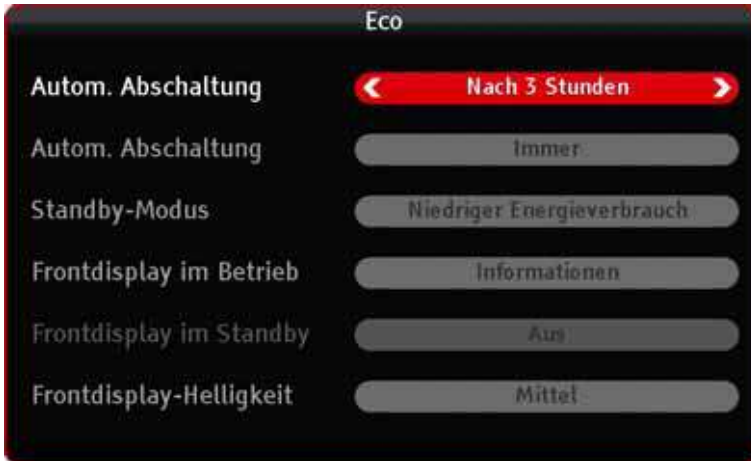 Eco
Autom. Abschaltung Nach 3 Stunden
Autom. Abschaltung Immer
Standby-Modus Niedriger Energieverbrauch
Frontdisplay im Betrieb Informationen
Frontdisplay im Standby Aus
Frontdisplay-Helligkeit Mittel